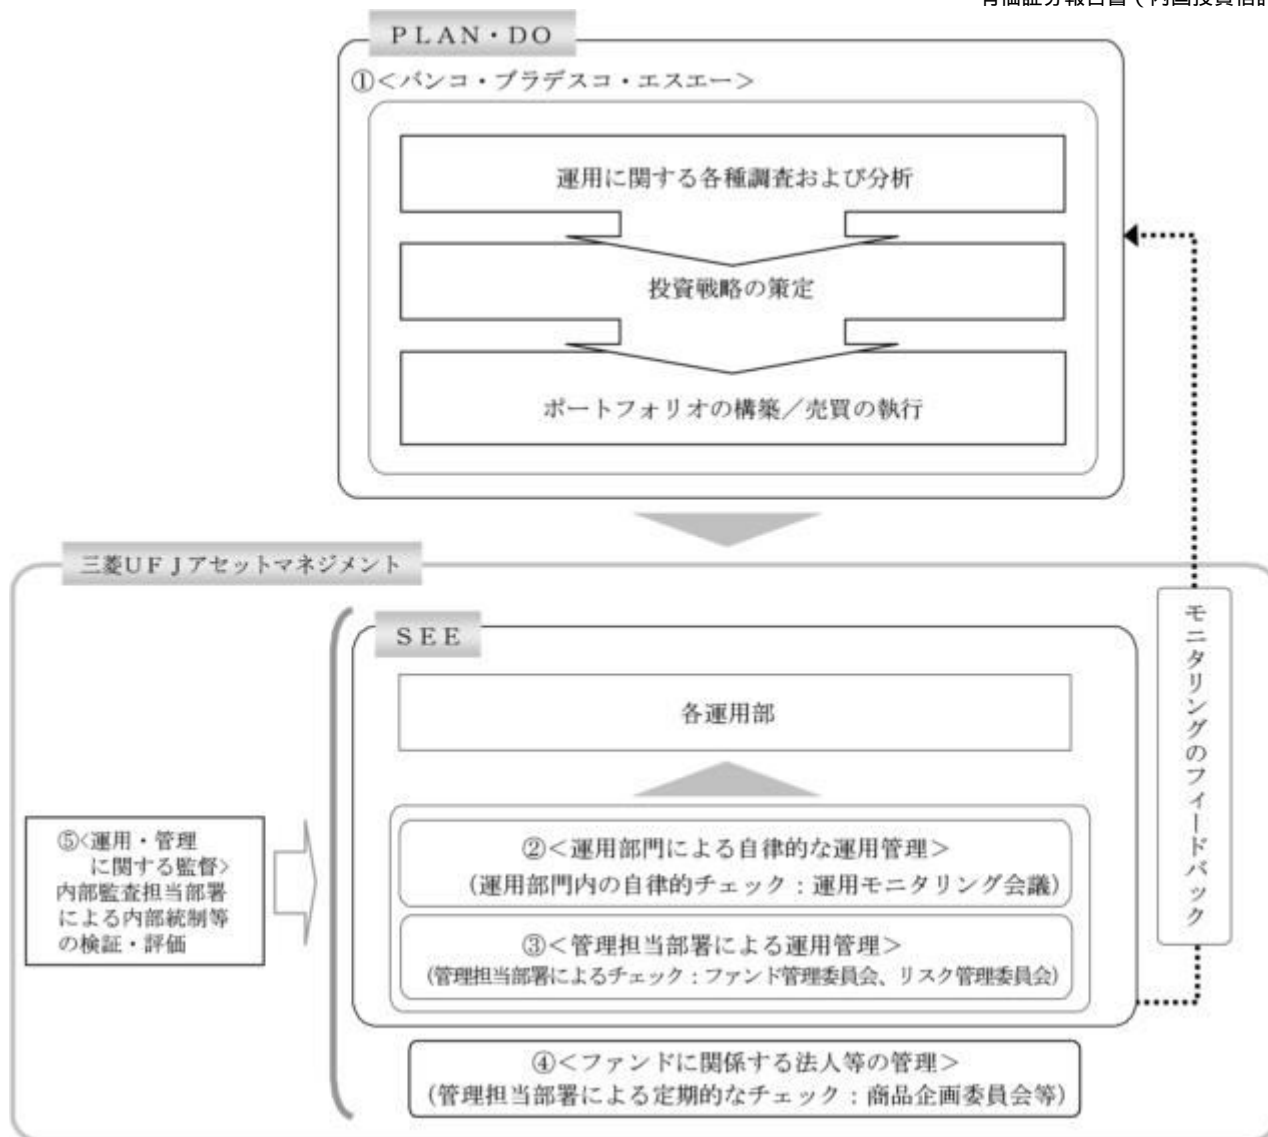 ＰＬＡＮ・ＤＯ
①＜バンコ・ブラデスコ・エスエー＞
運用に関する各種調査および分析
投資戦略の策定
ポートフォリオの構築／売買の執行
三菱ＵＦＪアセットマネジメント
ＳＥＥ
各運用部
②＜運用部門による自律的な運用管理＞
（運用部門内の自律的チェック：運用モニタリング会議）
③＜管理担当部署による運用管理＞
（管理担当部署によるチェック：ファンド管理委員会、リスク管理委員会）
④＜ファンドに関係する法人等の管理＞
（管理担当部署による定期的なチェック：商品企画委員会等）
⑤＜運用・管理
に関する監督＞
内部監査担当部署
による内部統制等
の検証・評価
モニタリングのフィードバック